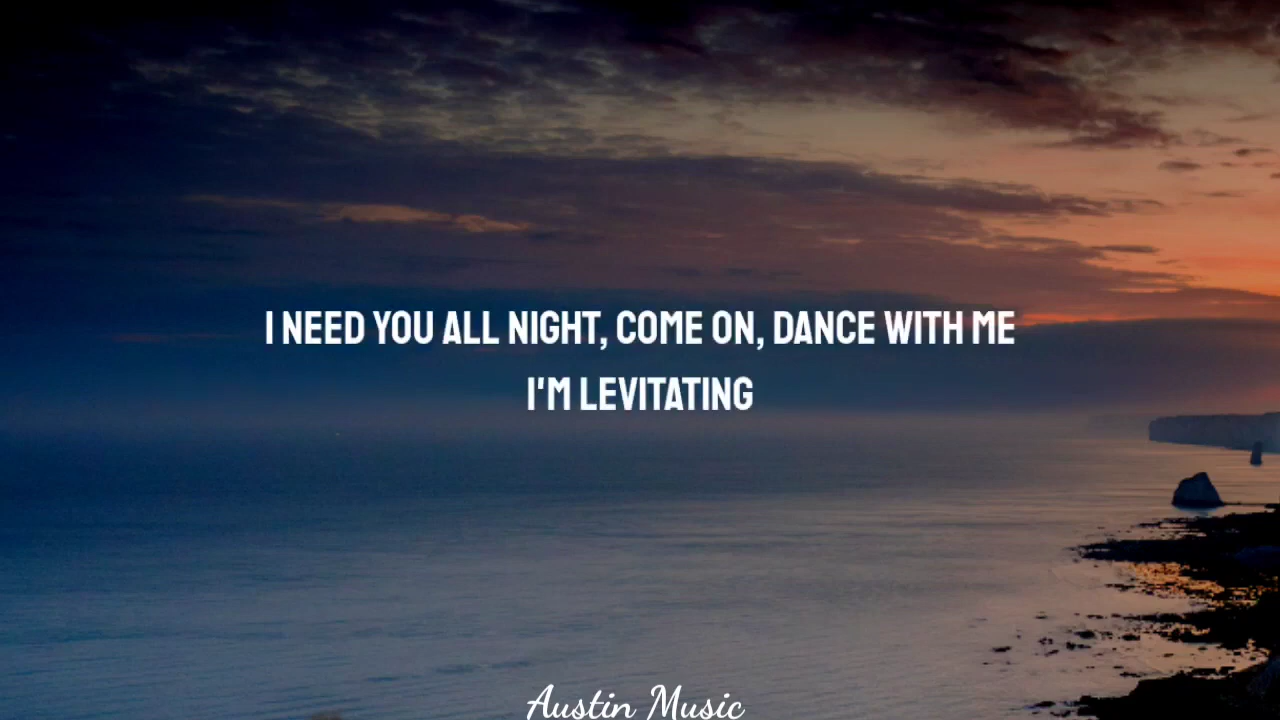 I NEED YOU ALL NIGHT, COME ON, DANCE WITH ME
I'M LEVITATING
Austin Music